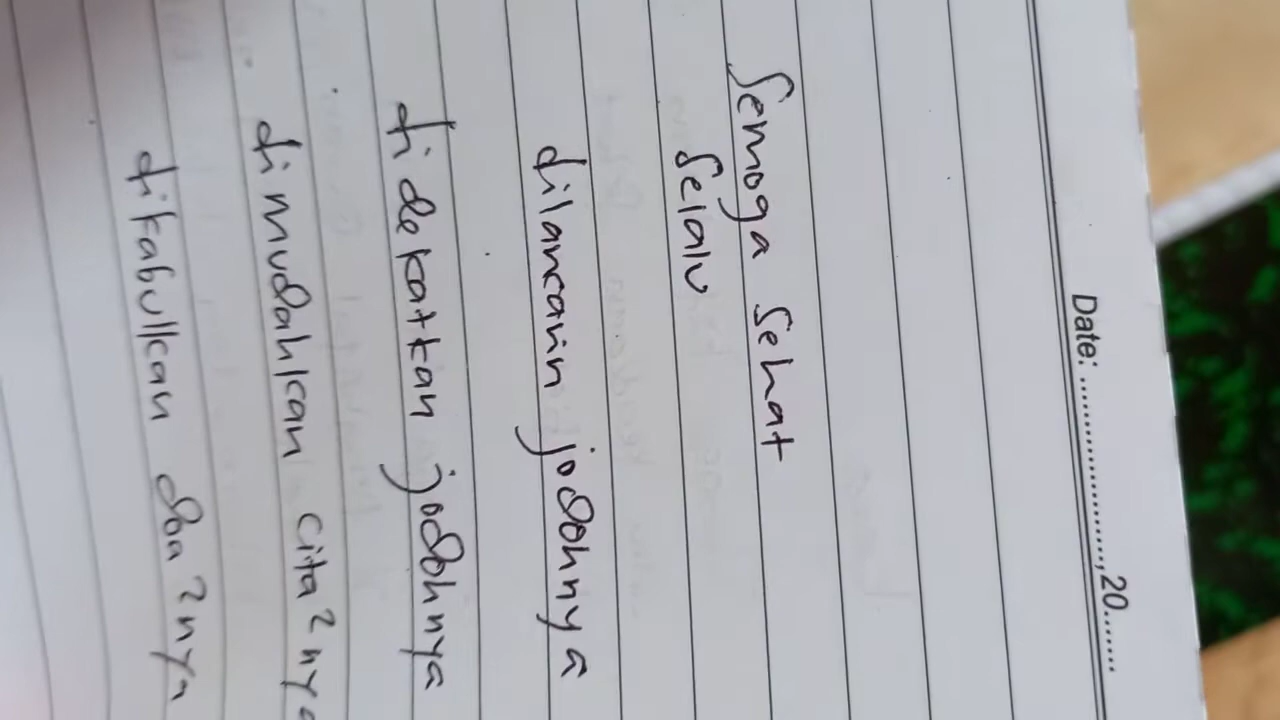 Date: ....................., 20.......
Semoga sehat
Selalu
dilancarin jodohnya
didekatkan jodohnya
dimudahkan cita²nya
dikabulkan doa²nya